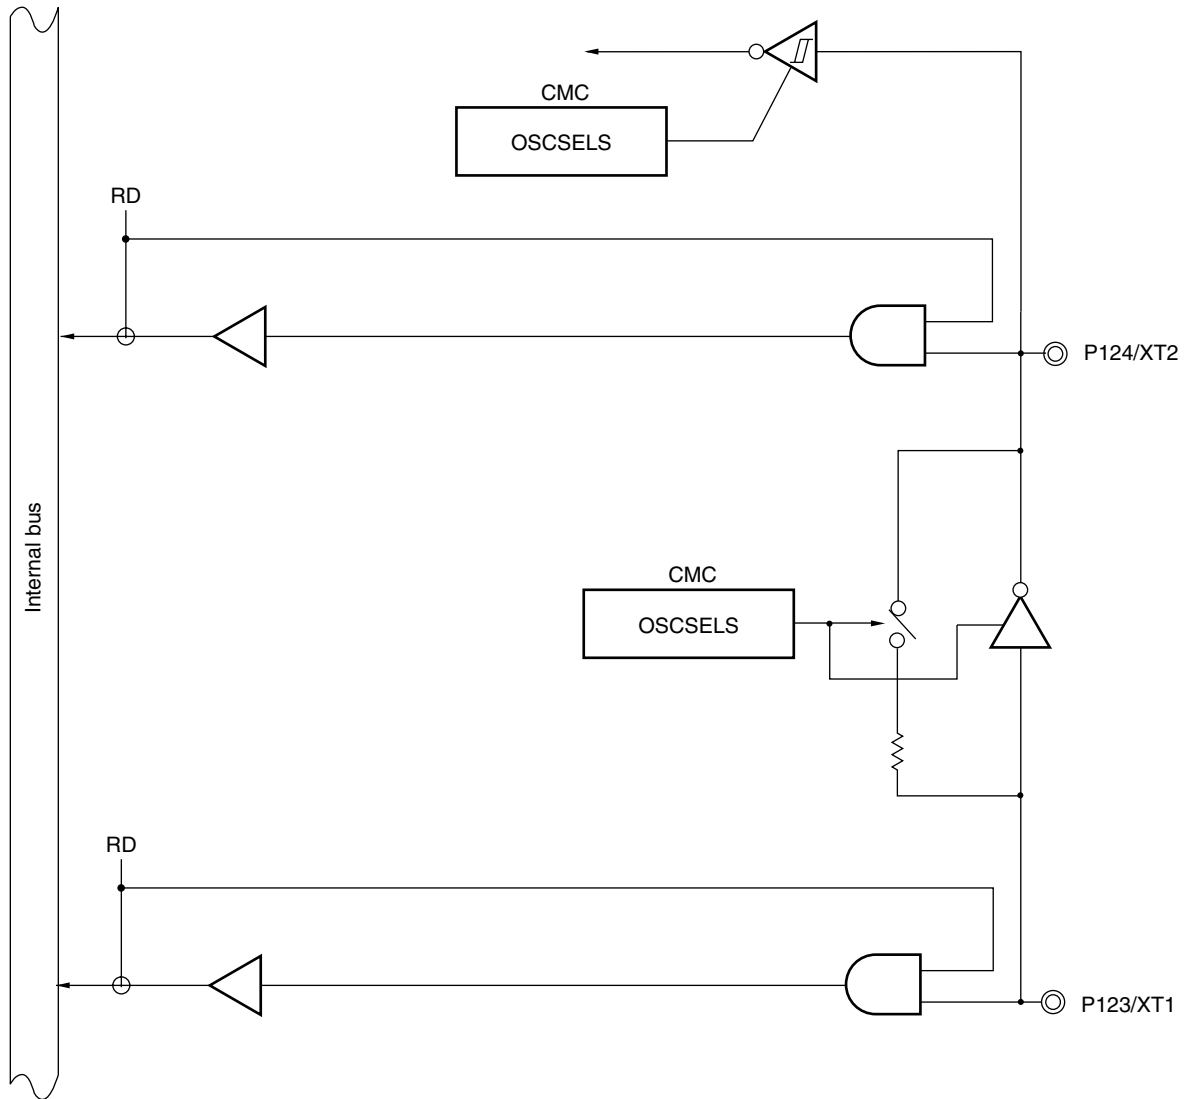 CMC
OSCSELS
RD
P124/XT2
Internal bus
CMC
OSCSELS
RD
P123/XT1